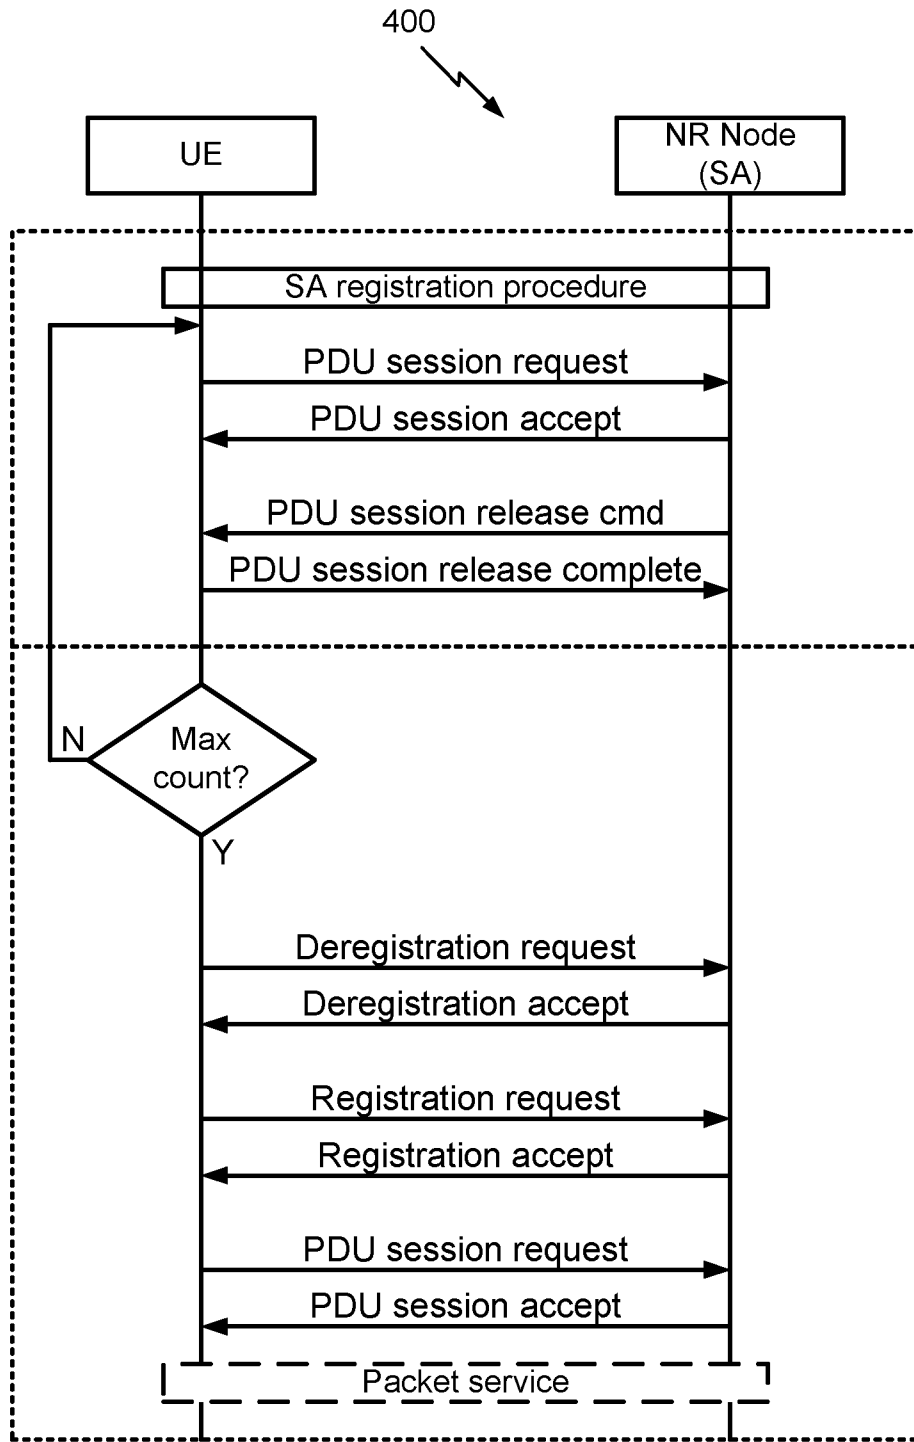 400
UE
NR Node
(SA)
SA registration procedure
PDU session request
PDU session accept
PDU session release cmd
PDU session release complete
N
Max
count?
Y
Deregistration request
Deregistration accept
Registration request
Registration accept
PDU session request
PDU session accept
Packet service